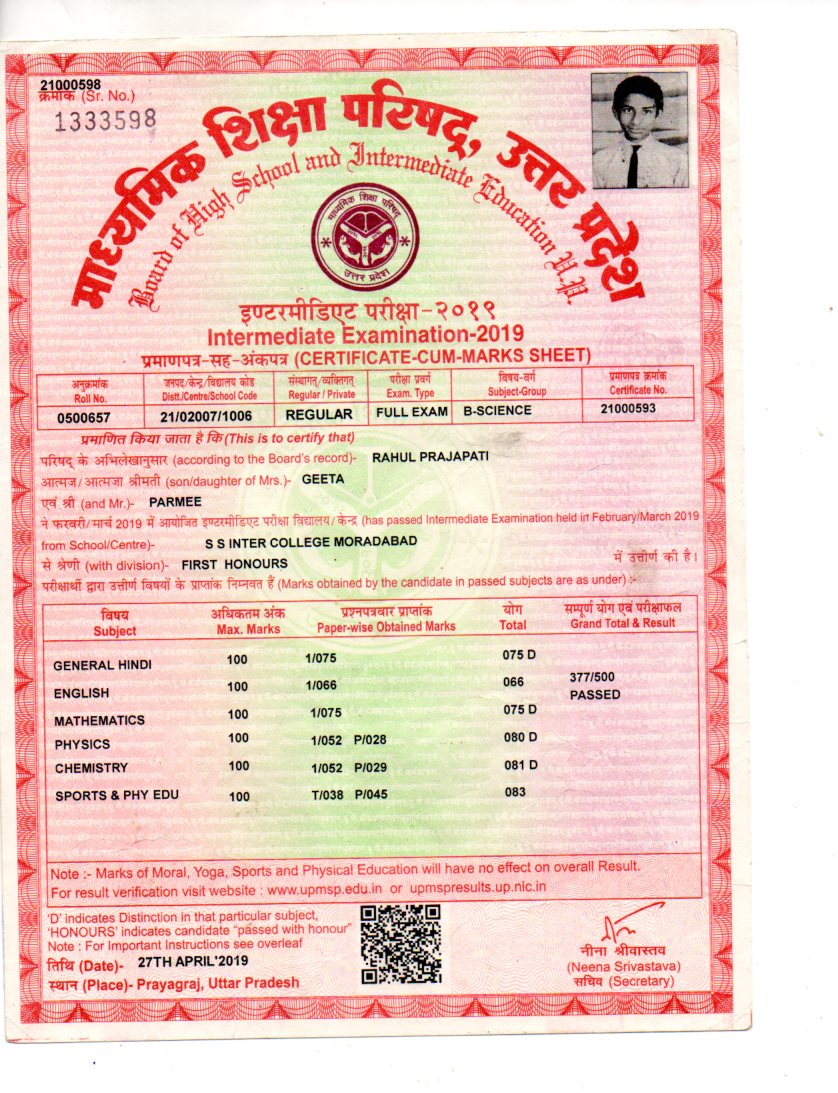 21000598
क्रमांक (Sr. No.)
1333598
माध्यमिक शिक्षा परिषद्, उत्तर प्रदेश
Board of High School and Intermediate Education U.P.
माध्यमिक शिक्षा परिषद्
उत्तर प्रदेश
इण्टरमीडिएट परीक्षा-२०१९
Intermediate Examination-2019
प्रमाणपत्र-सह-अंकपत्र (CERTIFICATE-CUM-MARKS SHEET)
अनुक्रमांक जनपद/केन्द्र/विद्यालय कोड संस्थागत/व्यक्तिगत परीक्षा प्रवर्ग विषय-वर्ग प्रमाणपत्र क्रमांक
Roll No. Distt./Centre/School Code Regular / Private Exam. Type Subject-Group Certificate No.
0500657 21/02007/1006 REGULAR FULL EXAM B-SCIENCE 21000593
प्रमाणित किया जाता है कि (This is to certify that)
परिषद् के अभिलेखानुसार (according to the Board's record)- RAHUL PRAJAPATI
आत्मज/आत्मजा श्रीमती (son/daughter of Mrs.)- GEETA
एवं श्री (and Mr.)- PARMEE
ने फरवरी/मार्च 2019 में आयोजित इण्टरमीडिएट परीक्षा विद्यालय/केन्द्र (has passed Intermediate Examination held in February/March 2019
from School/Centre)- S S INTER COLLEGE MORADABAD
से श्रेणी (with division)- FIRST HONOURS में उत्तीर्ण की है।
परीक्षार्थी द्वारा उत्तीर्ण विषयों के प्राप्तांक निम्नवत हैं (Marks obtained by the candidate in passed subjects are as under) :-
विषय अधिकतम अंक प्रश्नपत्रवार प्राप्तांक योग सम्पूर्ण योग एवं परीक्षाफल
Subject Max. Marks Paper-wise Obtained Marks Total Grand Total & Result
GENERAL HINDI 100 1/075 075 D
ENGLISH 100 1/066 066 377/500
PASSED
MATHEMATICS 100 1/075 075 D
PHYSICS 100 1/052 P/028 080 D
CHEMISTRY 100 1/052 P/029 081 D
SPORTS & PHY EDU 100 T/038 P/045 083
Note :- Marks of Moral, Yoga, Sports and Physical Education will have no effect on overall Result.
For result verification visit website : www.upmsp.edu.in or upmspresults.up.nic.in
'D' indicates Distinction in that particular subject,
'HONOURS' indicates candidate "passed with honour"
Note : For Important Instructions see overleaf
तिथि (Date)- 27TH APRIL'2019
स्थान (Place)- Prayagraj, Uttar Pradesh
नीना श्रीवास्तव
(Neena Srivastava)
सचिव (Secretary)